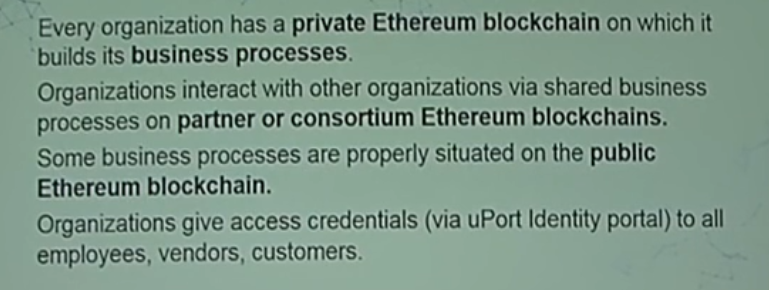 Every organization has a private Ethereum blockchain on which it
builds its business processes.
Organizations interact with other organizations via shared business
processes on partner or consortium Ethereum blockchains.
Some business processes are properly situated on the public
Ethereum blockchain.
Organizations give access credentials (via uPort Identity portal) to all
employees, vendors, customers.